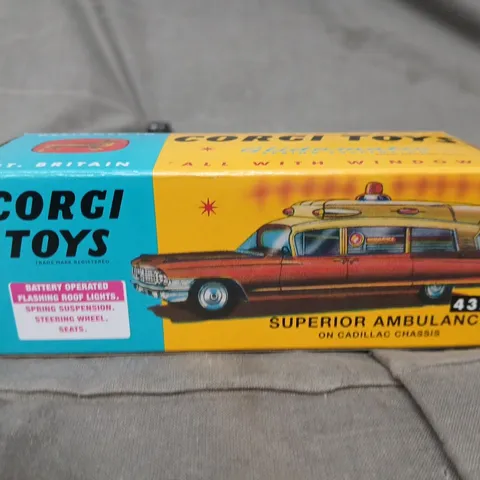 CORGI TOYS
T. BRITAIN
"ALL WITH WINDOW
CORGI
TOYS
TRADE MARK REGISTERED
BATTERY OPERATED
FLASHING ROOF LIGHTS.
SPRING SUSPENSION.
STEERING WHEEL.
SEATS.
43
SUPERIOR AMBULANC
ON CADILLAC CHASSIS